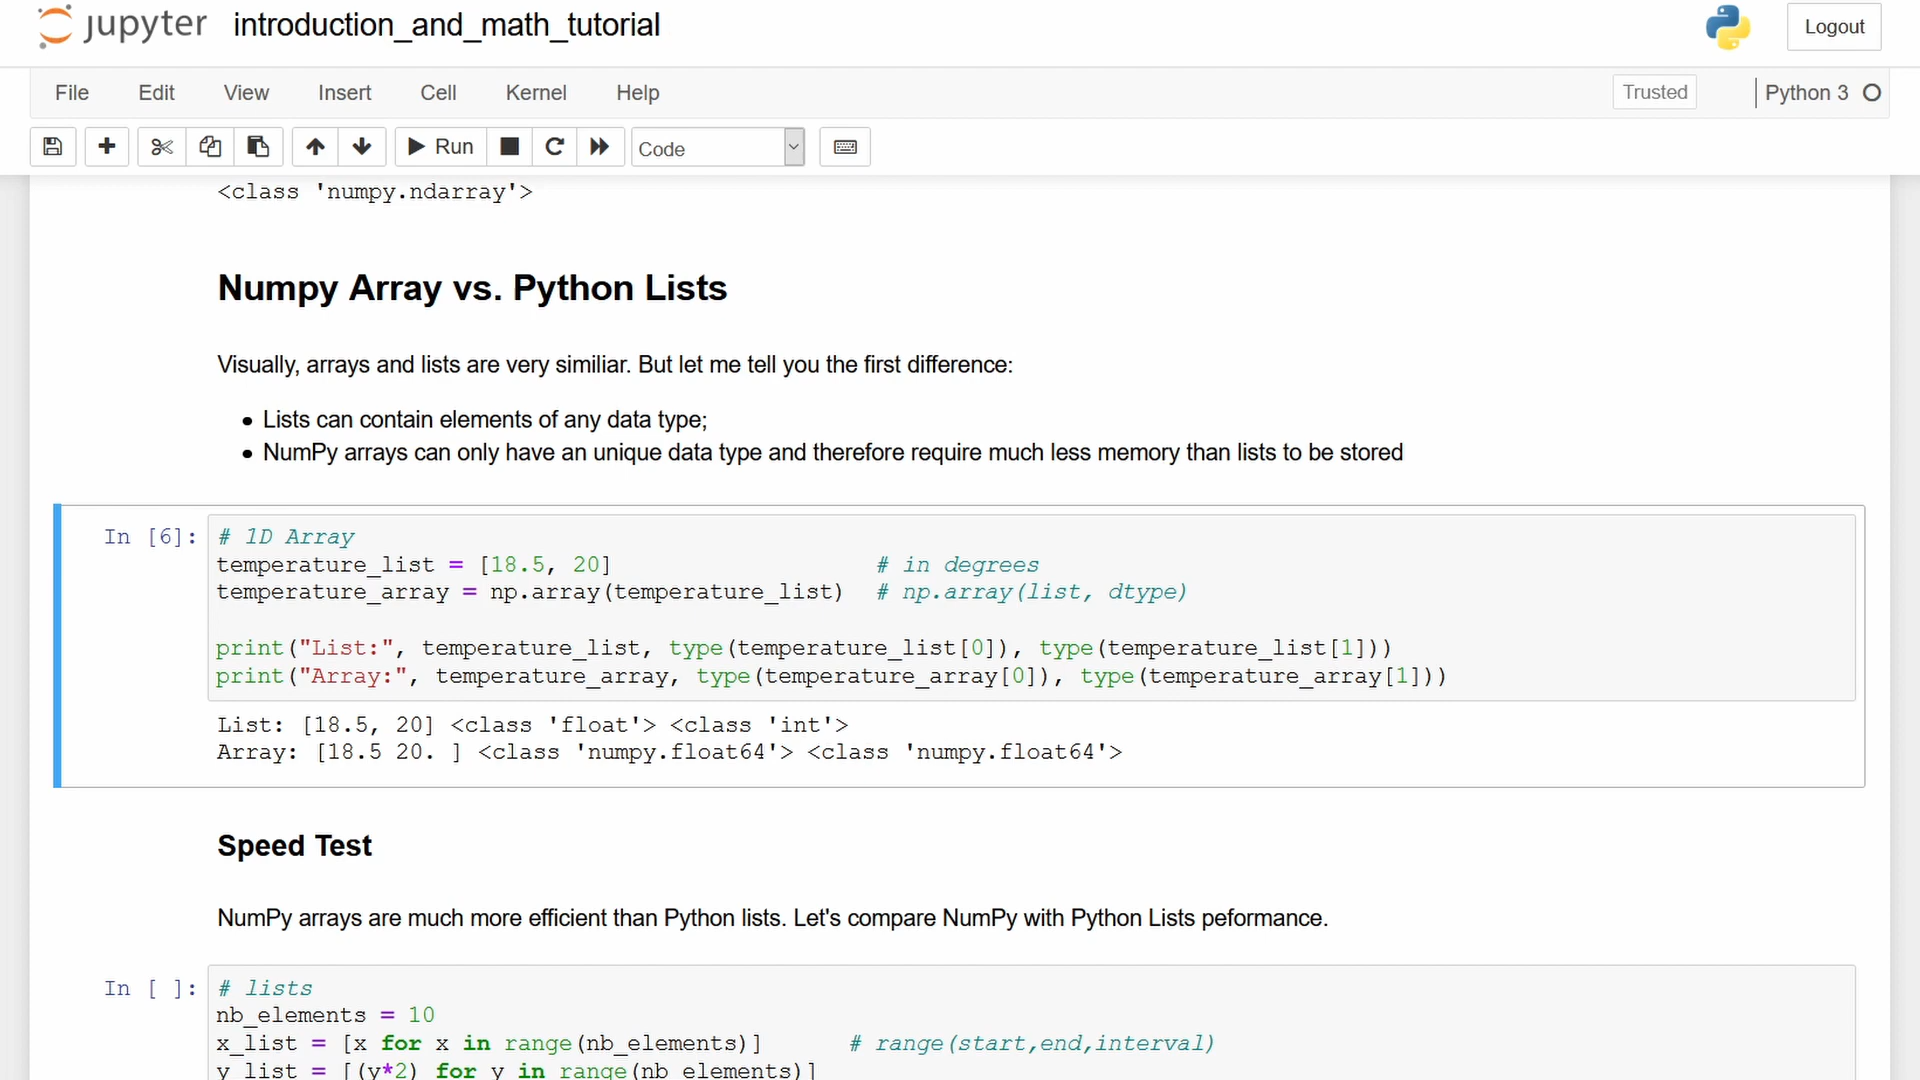 jupyter introduction_and_math_tutorial Logout
File Edit View Insert Cell Kernel Help Trusted Python 3
Run Code
<class 'numpy.ndarray'>
Numpy Array vs. Python Lists
Visually, arrays and lists are very similiar. But let me tell you the first difference:
• Lists can contain elements of any data type;
• NumPy arrays can only have an unique data type and therefore require much less memory than lists to be stored
In [6]: # 1D Array
temperature_list = [18.5, 20] # in degrees
temperature_array = np.array(temperature_list) # np.array(list, dtype)
print("List:", temperature_list, type(temperature_list[0]), type(temperature_list[1]))
print("Array:", temperature_array, type(temperature_array[0]), type(temperature_array[1]))
List: [18.5, 20] <class 'float'> <class 'int'>
Array: [18.5 20. ] <class 'numpy.float64'> <class 'numpy.float64'>
Speed Test
NumPy arrays are much more efficient than Python lists. Let's compare NumPy with Python Lists peformance.
In [ ]: # lists
nb_elements = 10
x_list = [x for x in range(nb_elements)] # range(start,end,interval)
y_list = [(y*2) for y in range(nb_elements)]